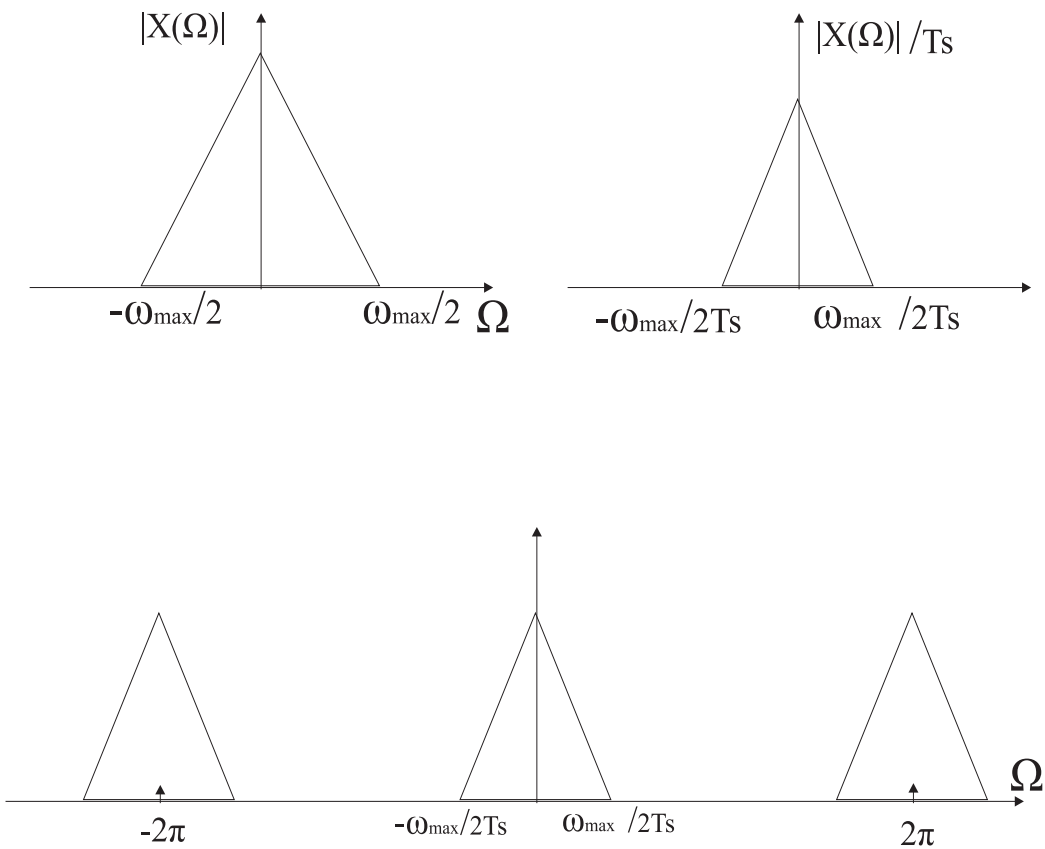 |X(Ω)|
|X(Ω)| /Ts
-ωmax/2
ωmax/2
Ω
-ωmax/2Ts
ωmax /2Ts
Ω
-2π
-ωmax/2Ts
ωmax /2Ts
2π